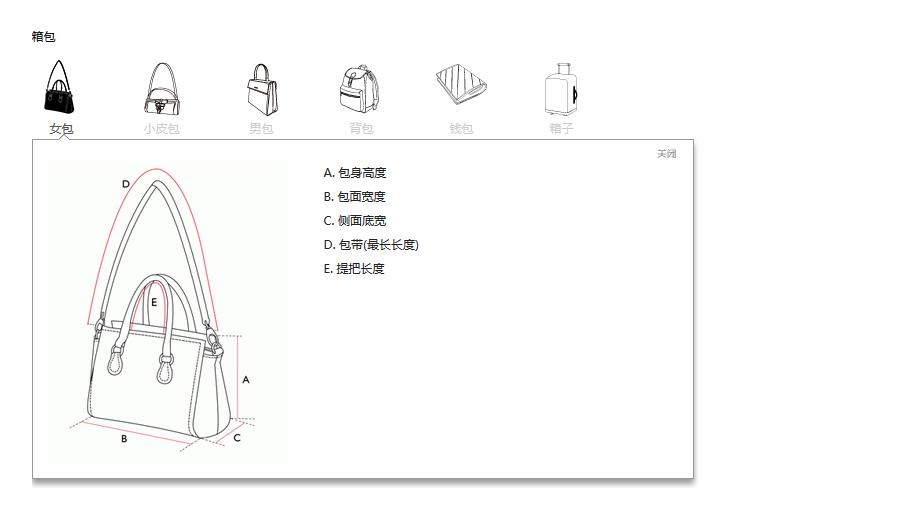 箱包
女包 小皮包 男包 背包 钱包 箱子
关闭
A. 包身高度
B. 包面宽度
C. 侧面底宽
D. 包带(最长长度)
E. 提把长度
D
E
A
B
C